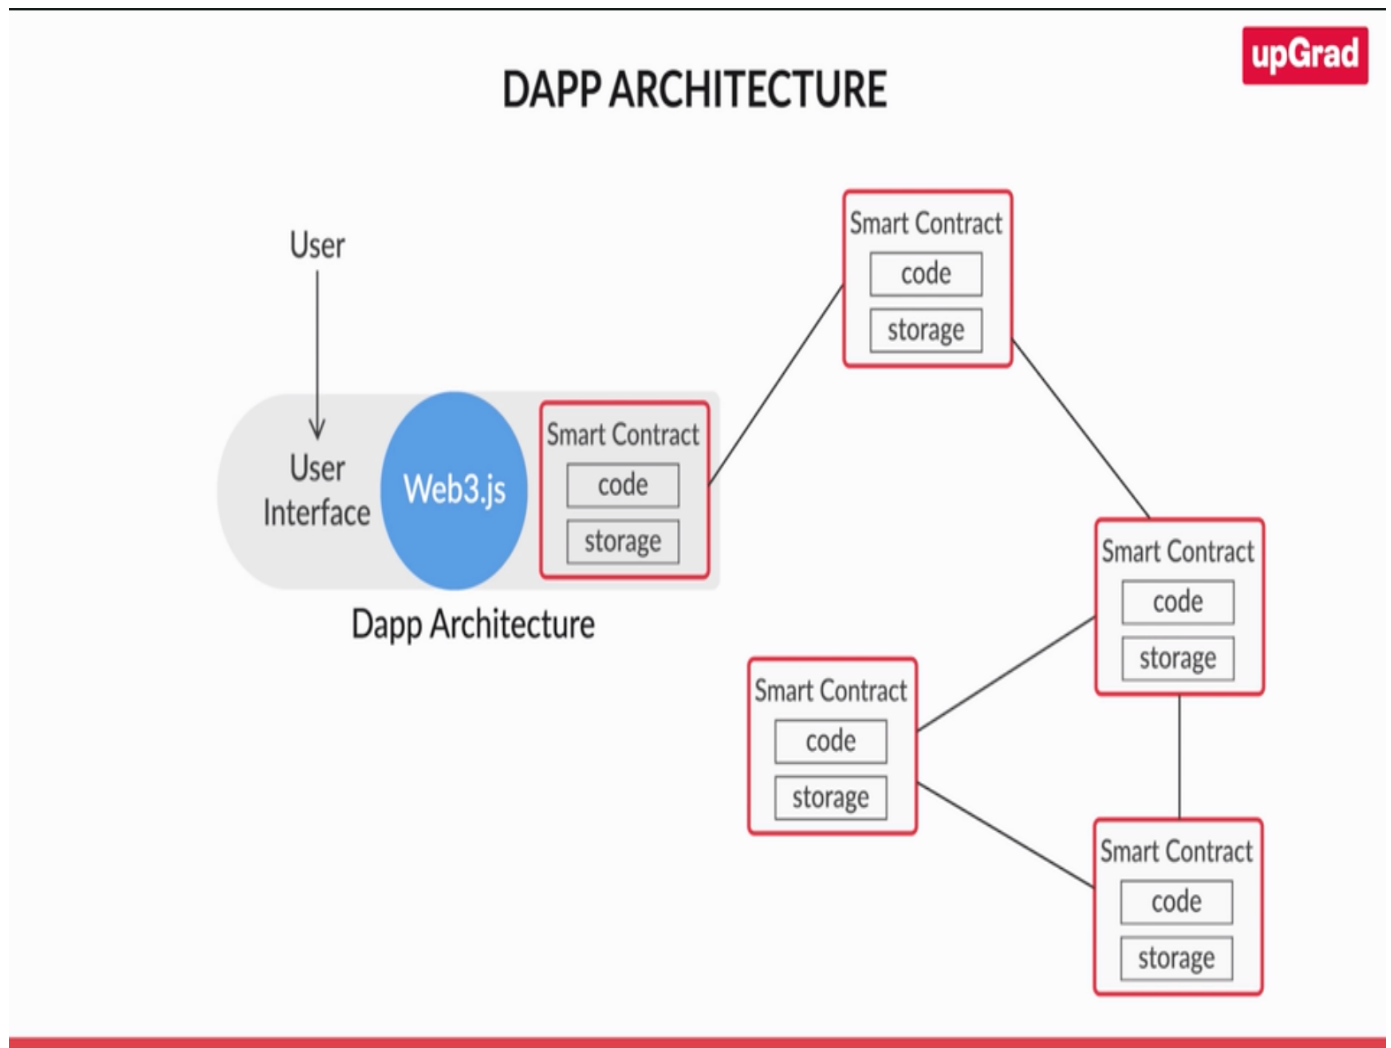 upGrad
DAPP ARCHITECTURE
User
User
Interface
Web3.js
Smart Contract
code
storage
Dapp Architecture
Smart Contract
code
storage
Smart Contract
code
storage
Smart Contract
code
storage
Smart Contract
code
storage